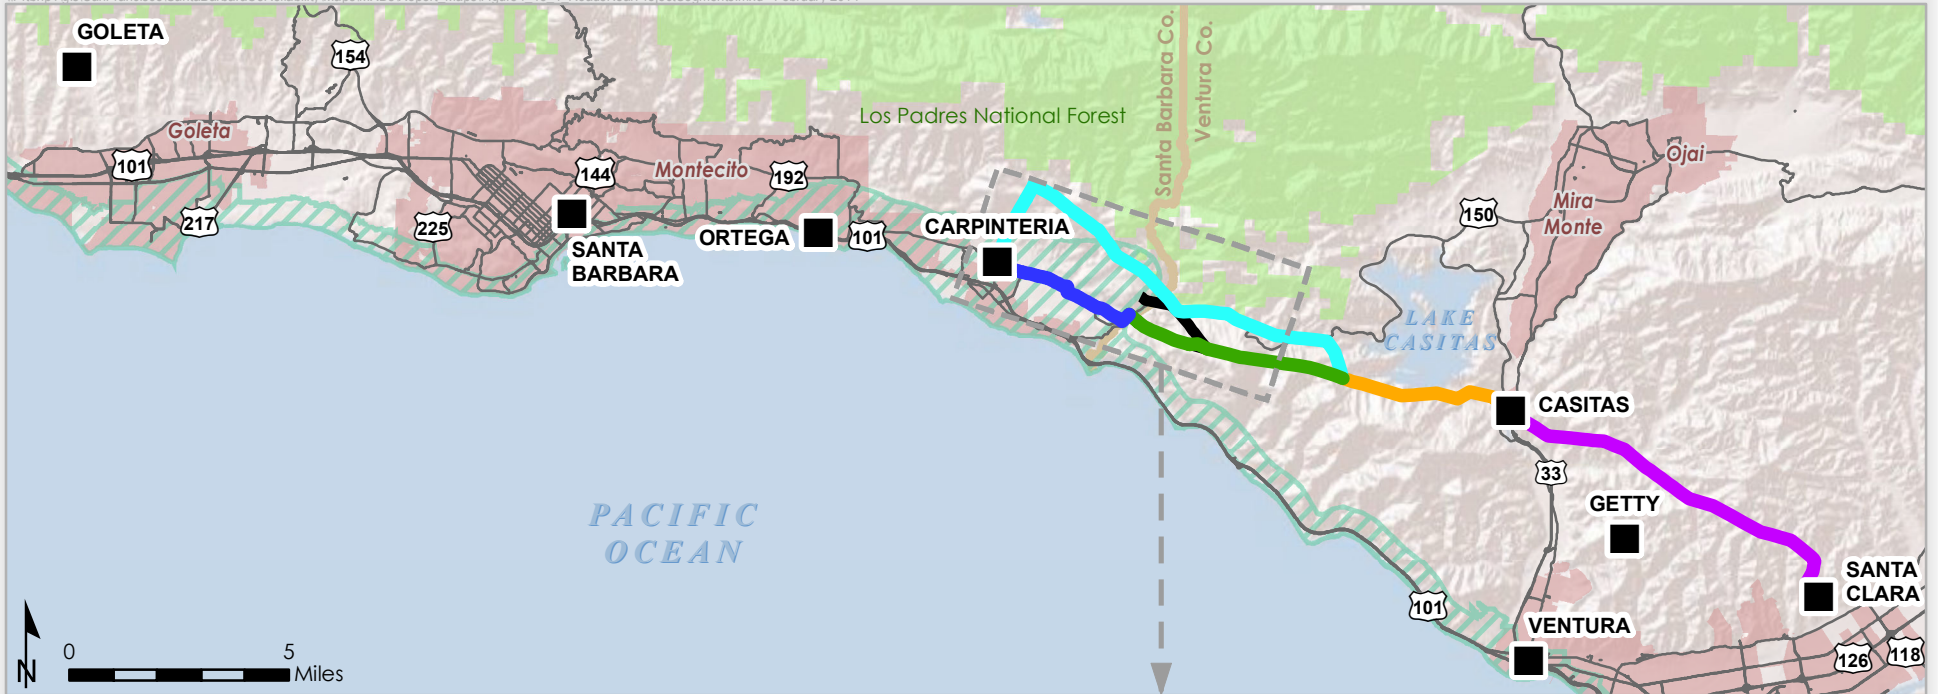 GOLETA
154
Goleta
101
217
225
144
Montecito
192
SANTA
BARBARA
ORTEGA
101
Los Padres National Forest
Santa Barbara Co.
Ventura Co.
CARPINTERIA
150
Ojai
Mira
Monte
LAKE
CASITAS
CASITAS
33
GETTY
SANTA
CLARA
PACIFIC
OCEAN
101
VENTURA
126
118
N
0
5
Miles